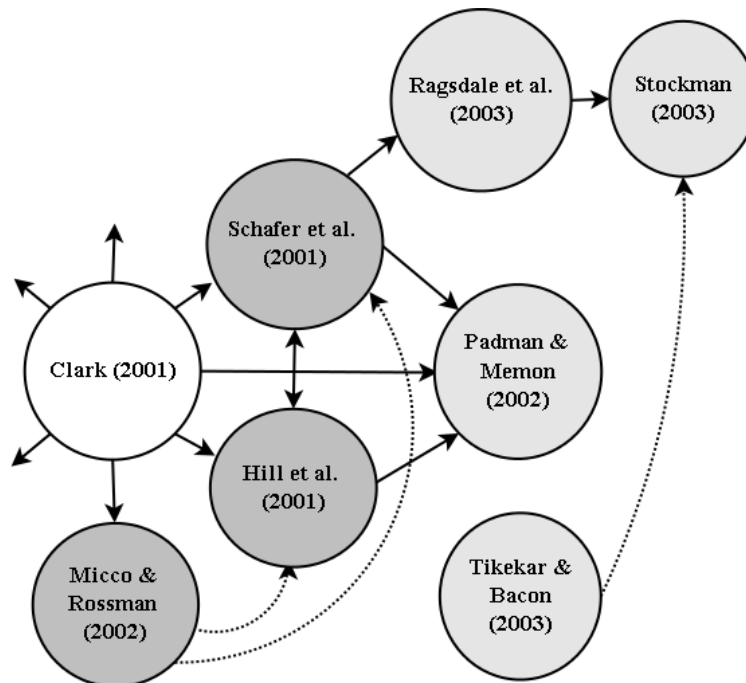 Ragsdale et al.
(2003)
Stockman
(2003)
Schafer et al.
(2001)
Clark (2001)
Padman &
Memon
(2002)
Hill et al.
(2001)
Micco &
Rossman
(2002)
Tikekar &
Bacon
(2003)